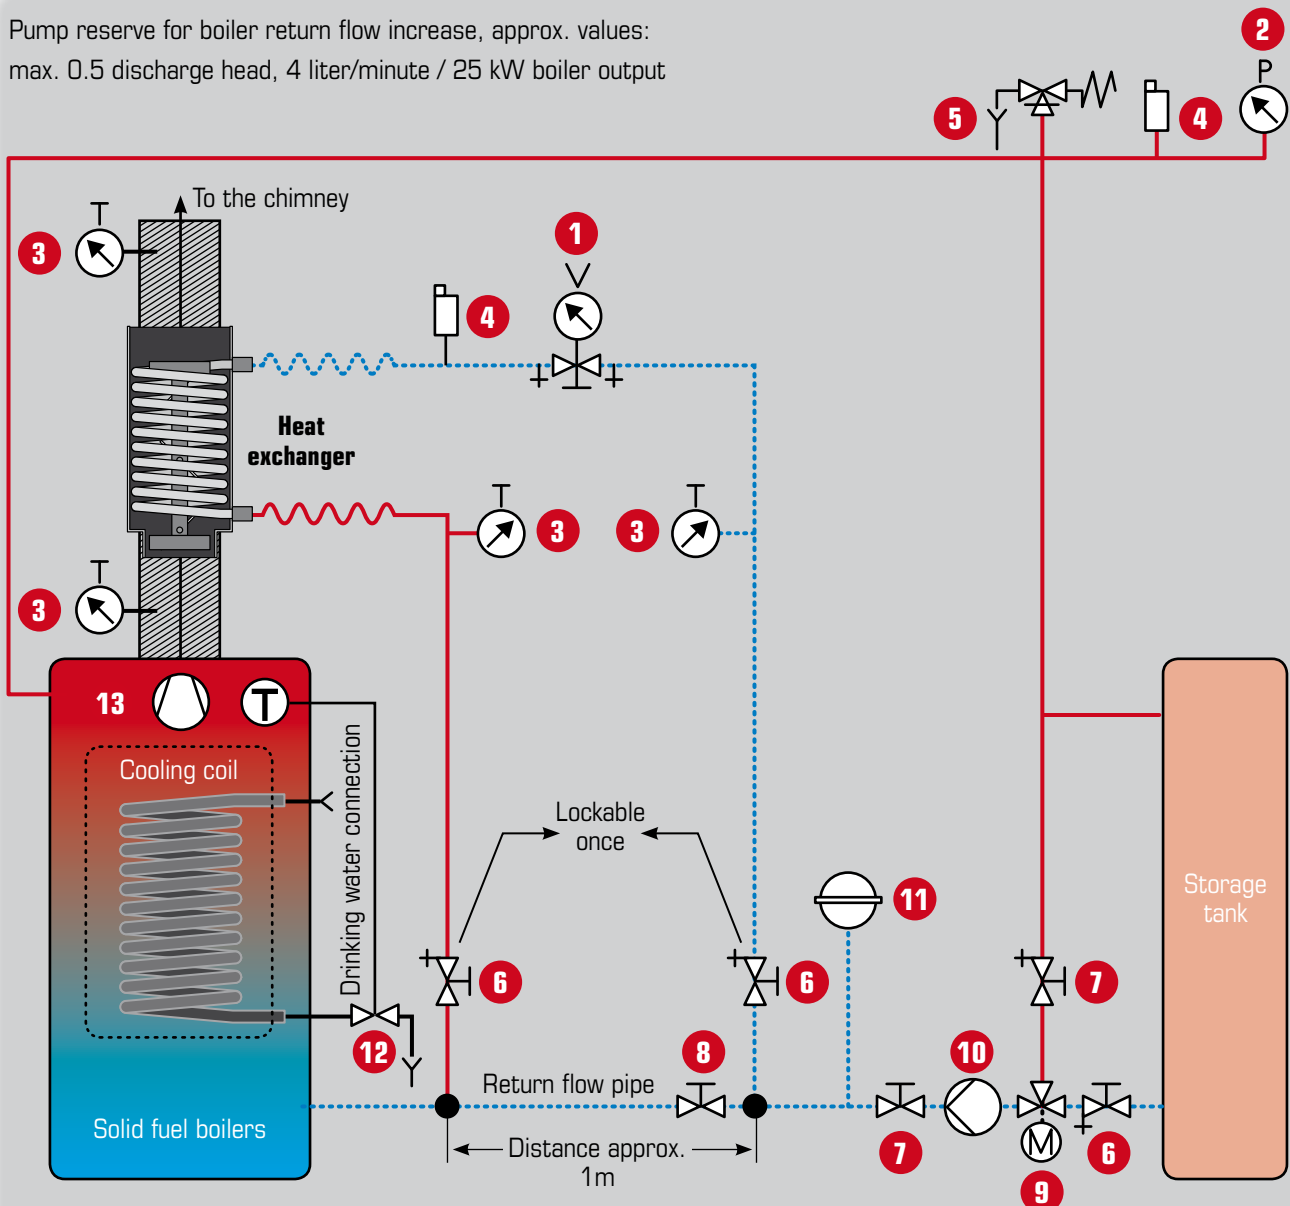 Pump reserve for boiler return flow increase, approx. values:
max. 0.5 discharge head, 4 liter/minute / 25 kW boiler output
2
P
5
4
To the chimney
T
3
1
V
4
Heat
exchanger
T
3
T
3
T
3
13
T
Cooling coil
Drinking water connection
Lockable
once
Storage
tank
11
6
6
7
12
8
10
Return flow pipe
Solid fuel boilers
Distance approx.
1m
7
M
6
9